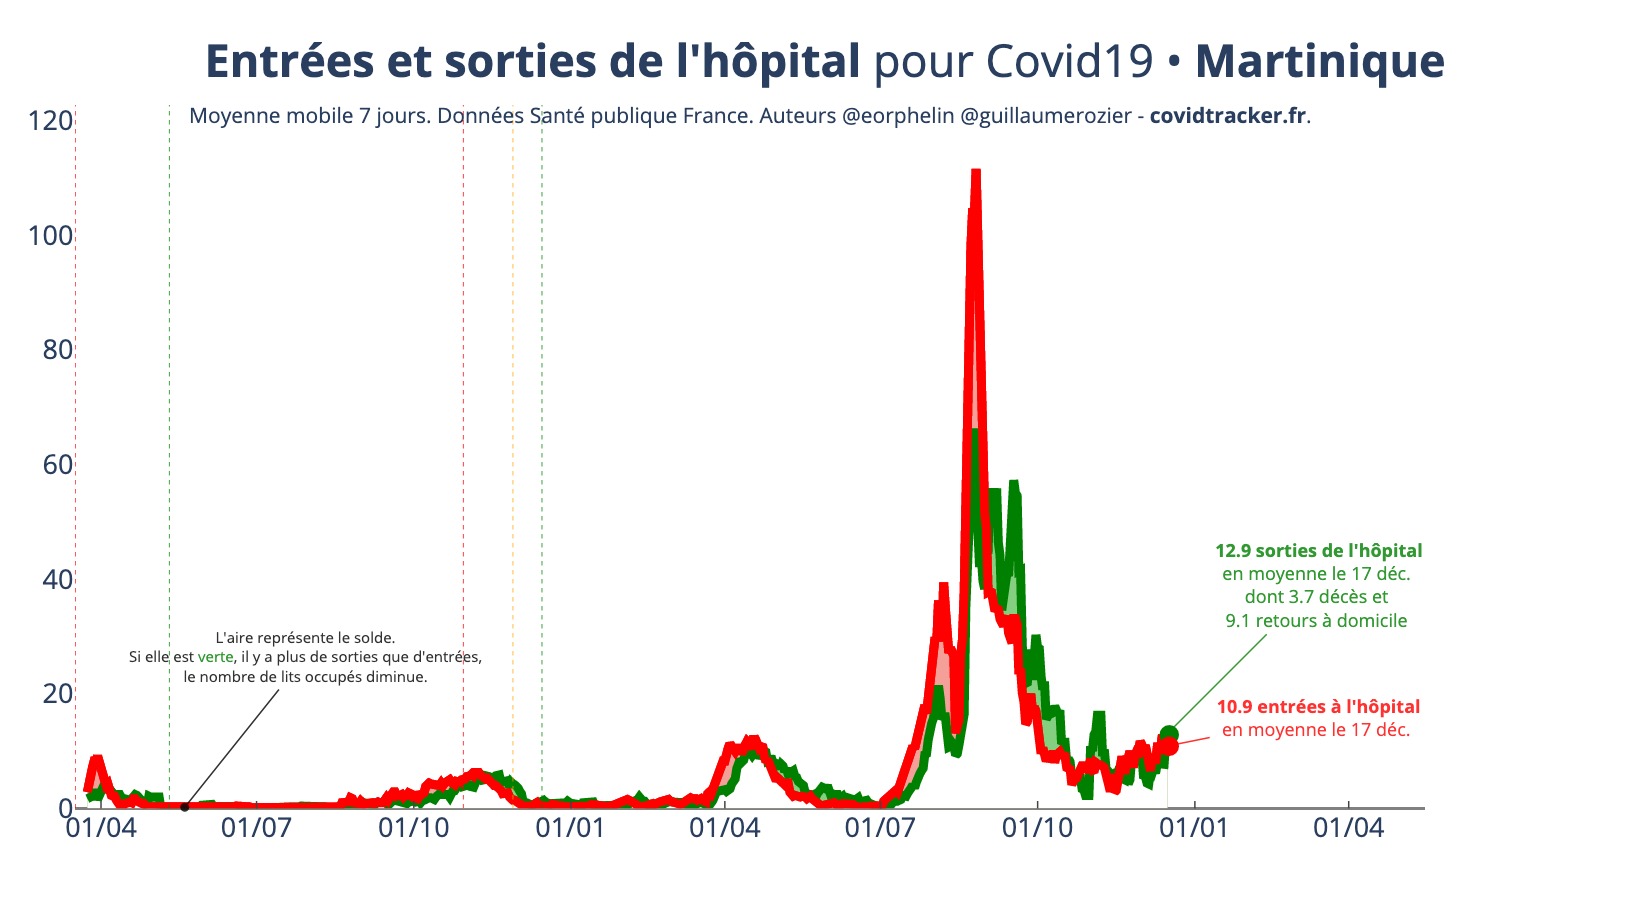 Entrées et sorties de l'hôpital pour Covid19 • Martinique
Moyenne mobile 7 jours. Données Santé publique France. Auteurs @eorphelin @guillaumerozier - covidtracker.fr.
120
100
80
60
40
20
0
12.9 sorties de l'hôpital
en moyenne le 17 déc.
dont 3.7 décès et
9.1 retours à domicile
L'aire représente le solde.
Si elle est verte, il y a plus de sorties que d'entrées,
le nombre de lits occupés diminue.
10.9 entrées à l'hôpital
en moyenne le 17 déc.
01/04 01/07 01/10 01/01 01/04 01/07 01/10 01/01 01/04